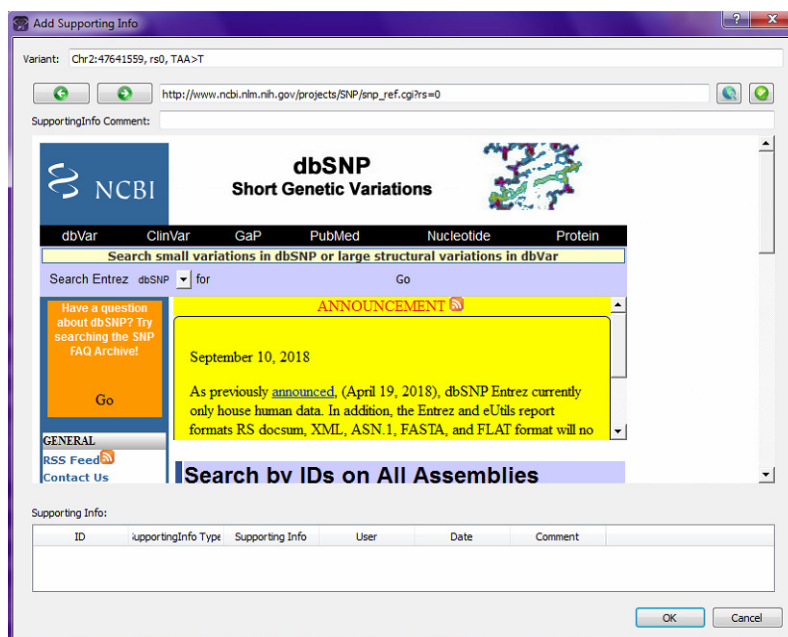 Add Supporting Info
Variant: Chr2:47641559, rs0, TAA>T
http://www.ncbi.nlm.nih.gov/projects/SNP/snp_ref.cgi?rs=0
SupportingInfo Comment:
NCBI
dbSNP
Short Genetic Variations
dbVar ClinVar GaP PubMed Nucleotide Protein
Search small variations in dbSNP or large structural variations in dbVar
Search Entrez dbSNP for Go
Have a question
about dbSNP? Try
searching the SNP
FAQ Archive!
Go
GENERAL
RSS Feed
Contact Us
ANNOUNCEMENT
September 10, 2018
As previously announced, (April 19, 2018), dbSNP Entrez currently
only house human data. In addition, the Entrez and eUtils report
formats RS docsum, XML, ASN.1, FASTA, and FLAT format will no
Search by IDs on All Assemblies
Supporting Info:
ID upportingInfo Type Supporting Info User Date Comment
OK Cancel